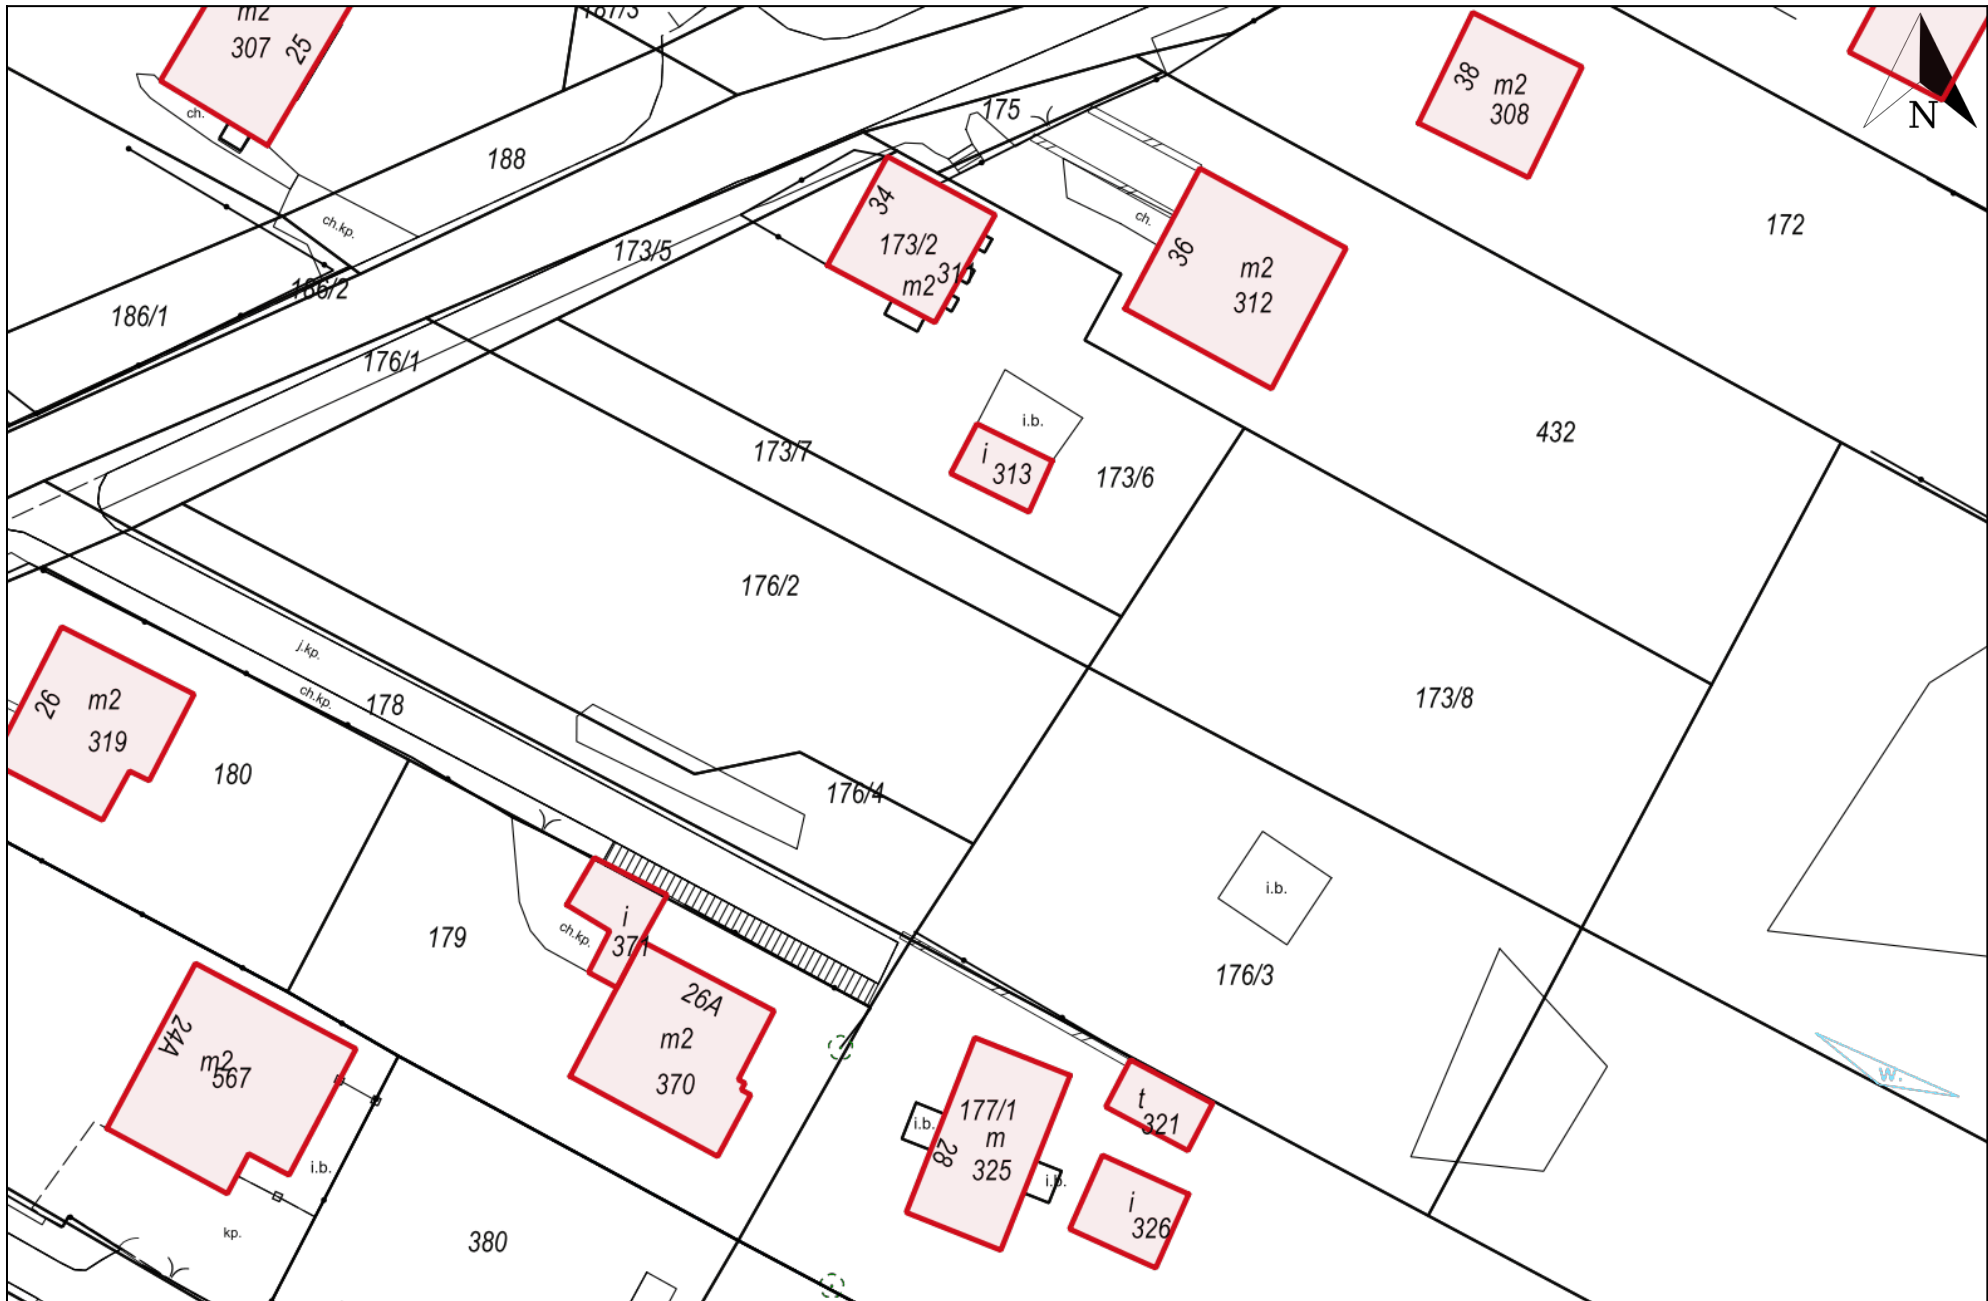 m2
307
25
187/3
38
m2
308
N
ch.
175
188
34
172
ch.kp.
ch.
173/2
311
m2
173/5
36
m2
312
186/2
186/1
176/1
i.b.
432
173/7
i
313
173/6
176/2
j.kp.
ch.kp.
178
26
m2
319
180
173/8
176/4
i.b.
i
371
ch.kp.
179
176/3
26A
m2
370
24A
m2
567
w.
177/1
m
325
28
i.b.
i.b.
t
321
i
326
i.b.
kp.
380